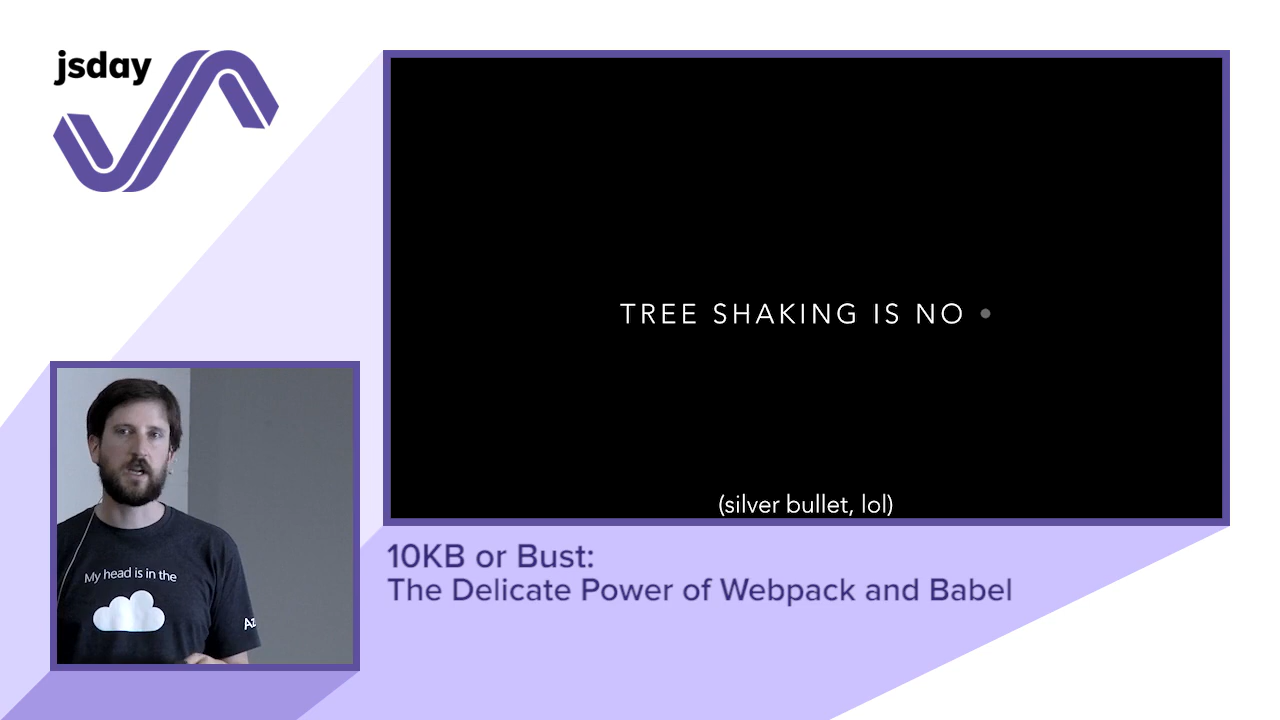 jsday
TREE SHAKING IS NO •
(silver bullet, lol)
My head is in the
Az
10KB or Bust:
The Delicate Power of Webpack and Babel